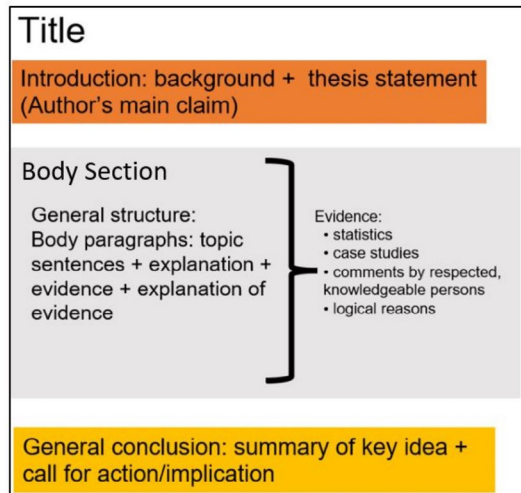 Title
Introduction: background + thesis statement
(Author's main claim)
Body Section
General structure:
Body paragraphs: topic
sentences + explanation +
evidence + explanation of
evidence
Evidence:
• statistics
• case studies
• comments by respected,
knowledgeable persons
• logical reasons
General conclusion: summary of key idea +
call for action/implication